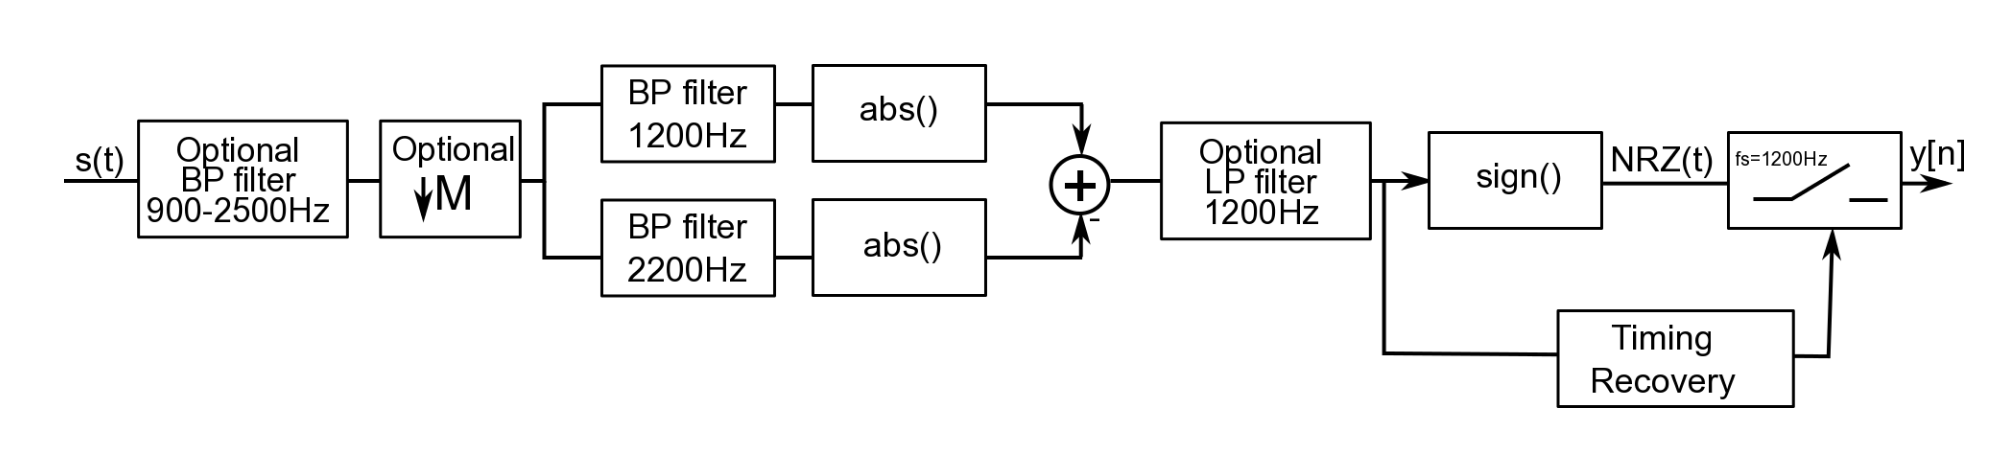 s(t)
Optional
BP filter
900-2500Hz
Optional
↓M
BP filter
1200Hz
abs()
BP filter
2200Hz
abs()
+
-
Optional
LP filter
1200Hz
sign()
NRZ(t)
fs=1200Hz
y[n]
Timing
Recovery